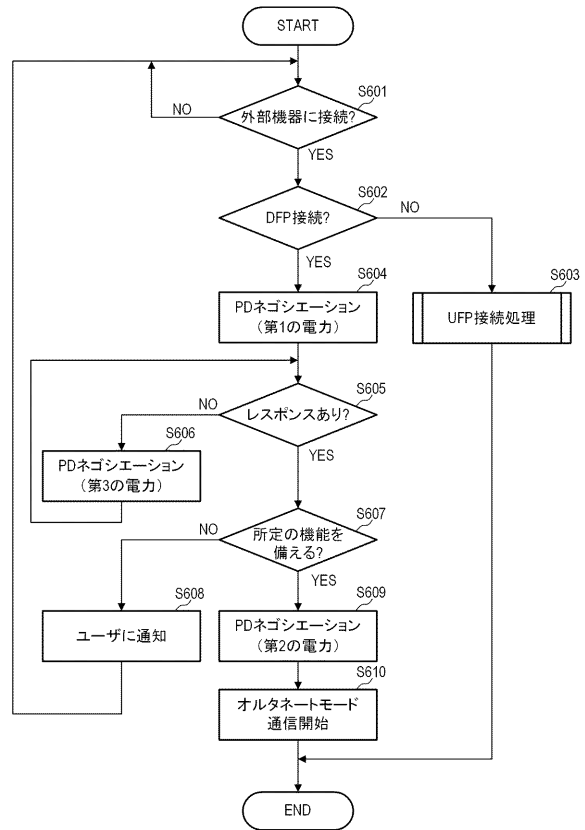 START
S601
外部機器に接続?
NO
YES
S602
DFP接続?
NO
YES
S603
UFP接続処理
S604
PDネゴシエーション
(第1の電力)
S605
レスポンスあり?
NO
YES
S606
PDネゴシエーション
(第3の電力)
S607
所定の機能を
備える?
NO
YES
S608
ユーザに通知
S609
PDネゴシエーション
(第2の電力)
S610
オルタネートモード
通信開始
END